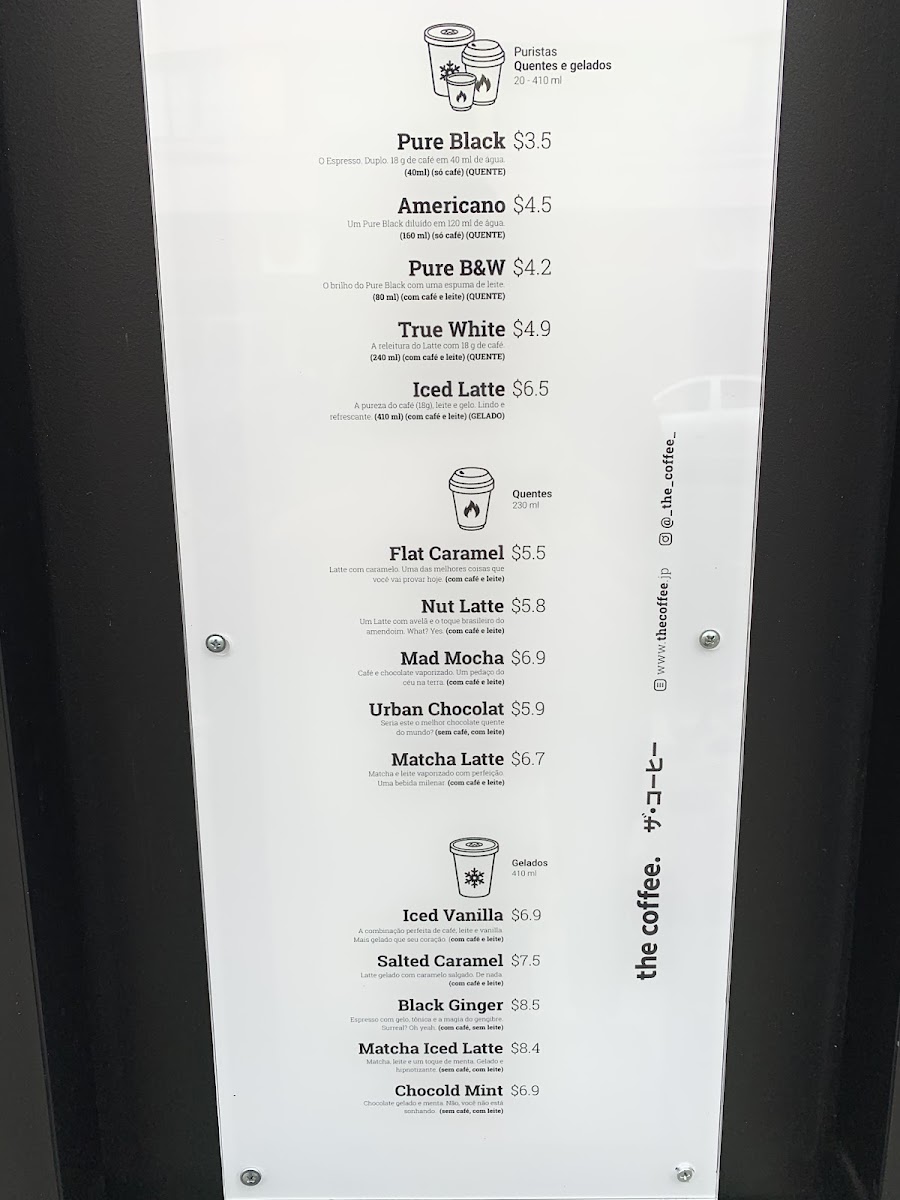 Puristas
Quentes e gelados
20 - 410 ml
Pure Black $3.5
O Espresso. Duplo. 18 g de café em 40 ml de água.
(40ml) (só café) (QUENTE)
Americano $4.5
Um Pure Black diluído em 120 ml de água.
(160 ml) (só café) (QUENTE)
Pure B&W $4.2
O brilho do Pure Black com uma espuma de leite.
(80 ml) (com café e leite) (QUENTE)
True White $4.9
A releitura do Latte com 18 g de café.
(240 ml) (com café e leite) (QUENTE)
Iced Latte $6.5
A pureza do café (18g), leite e gelo. Lindo e
refrescante. (410 ml) (com café e leite) (GELADO)
Quentes
230 ml
Flat Caramel $5.5
Latte com caramelo. Uma das melhores coisas que
você vai provar hoje. (com café e leite)
Nut Latte $5.8
Um Latte com avelã e o toque brasileiro do
amendoim. What? Yes. (com café e leite)
Mad Mocha $6.9
Café e chocolate vaporizado. Um pedaço do
céu na terra. (com café e leite)
Urban Chocolat $5.9
Seria este o melhor chocolate quente
do mundo? (sem café, com leite)
Matcha Latte $6.7
Matcha e leite vaporizado com perfeição.
Uma bebida milenar. (com café e leite)
Gelados
410 ml
Iced Vanilla $6.9
A combinação perfeita de café, leite e vanilla.
Mais gelado que seu coração. (com café e leite)
Salted Caramel $7.5
Latte gelado com caramelo salgado. De nada.
(com café e leite)
Black Ginger $8.5
Espresso com gelo, tônica e a magia do gengibre.
Surreal? Oh yeah. (com café, sem leite)
Matcha Iced Latte $8.4
Matcha, leite e um toque de menta. Gelado e
hipnotizante. (sem café, com leite)
Chocold Mint $6.9
Chocolate gelado e menta. Não, você não está
sonhando. (sem café, com leite)
the coffee. ザ・コーヒー
www.thecoffee.jp
@_the_coffee_